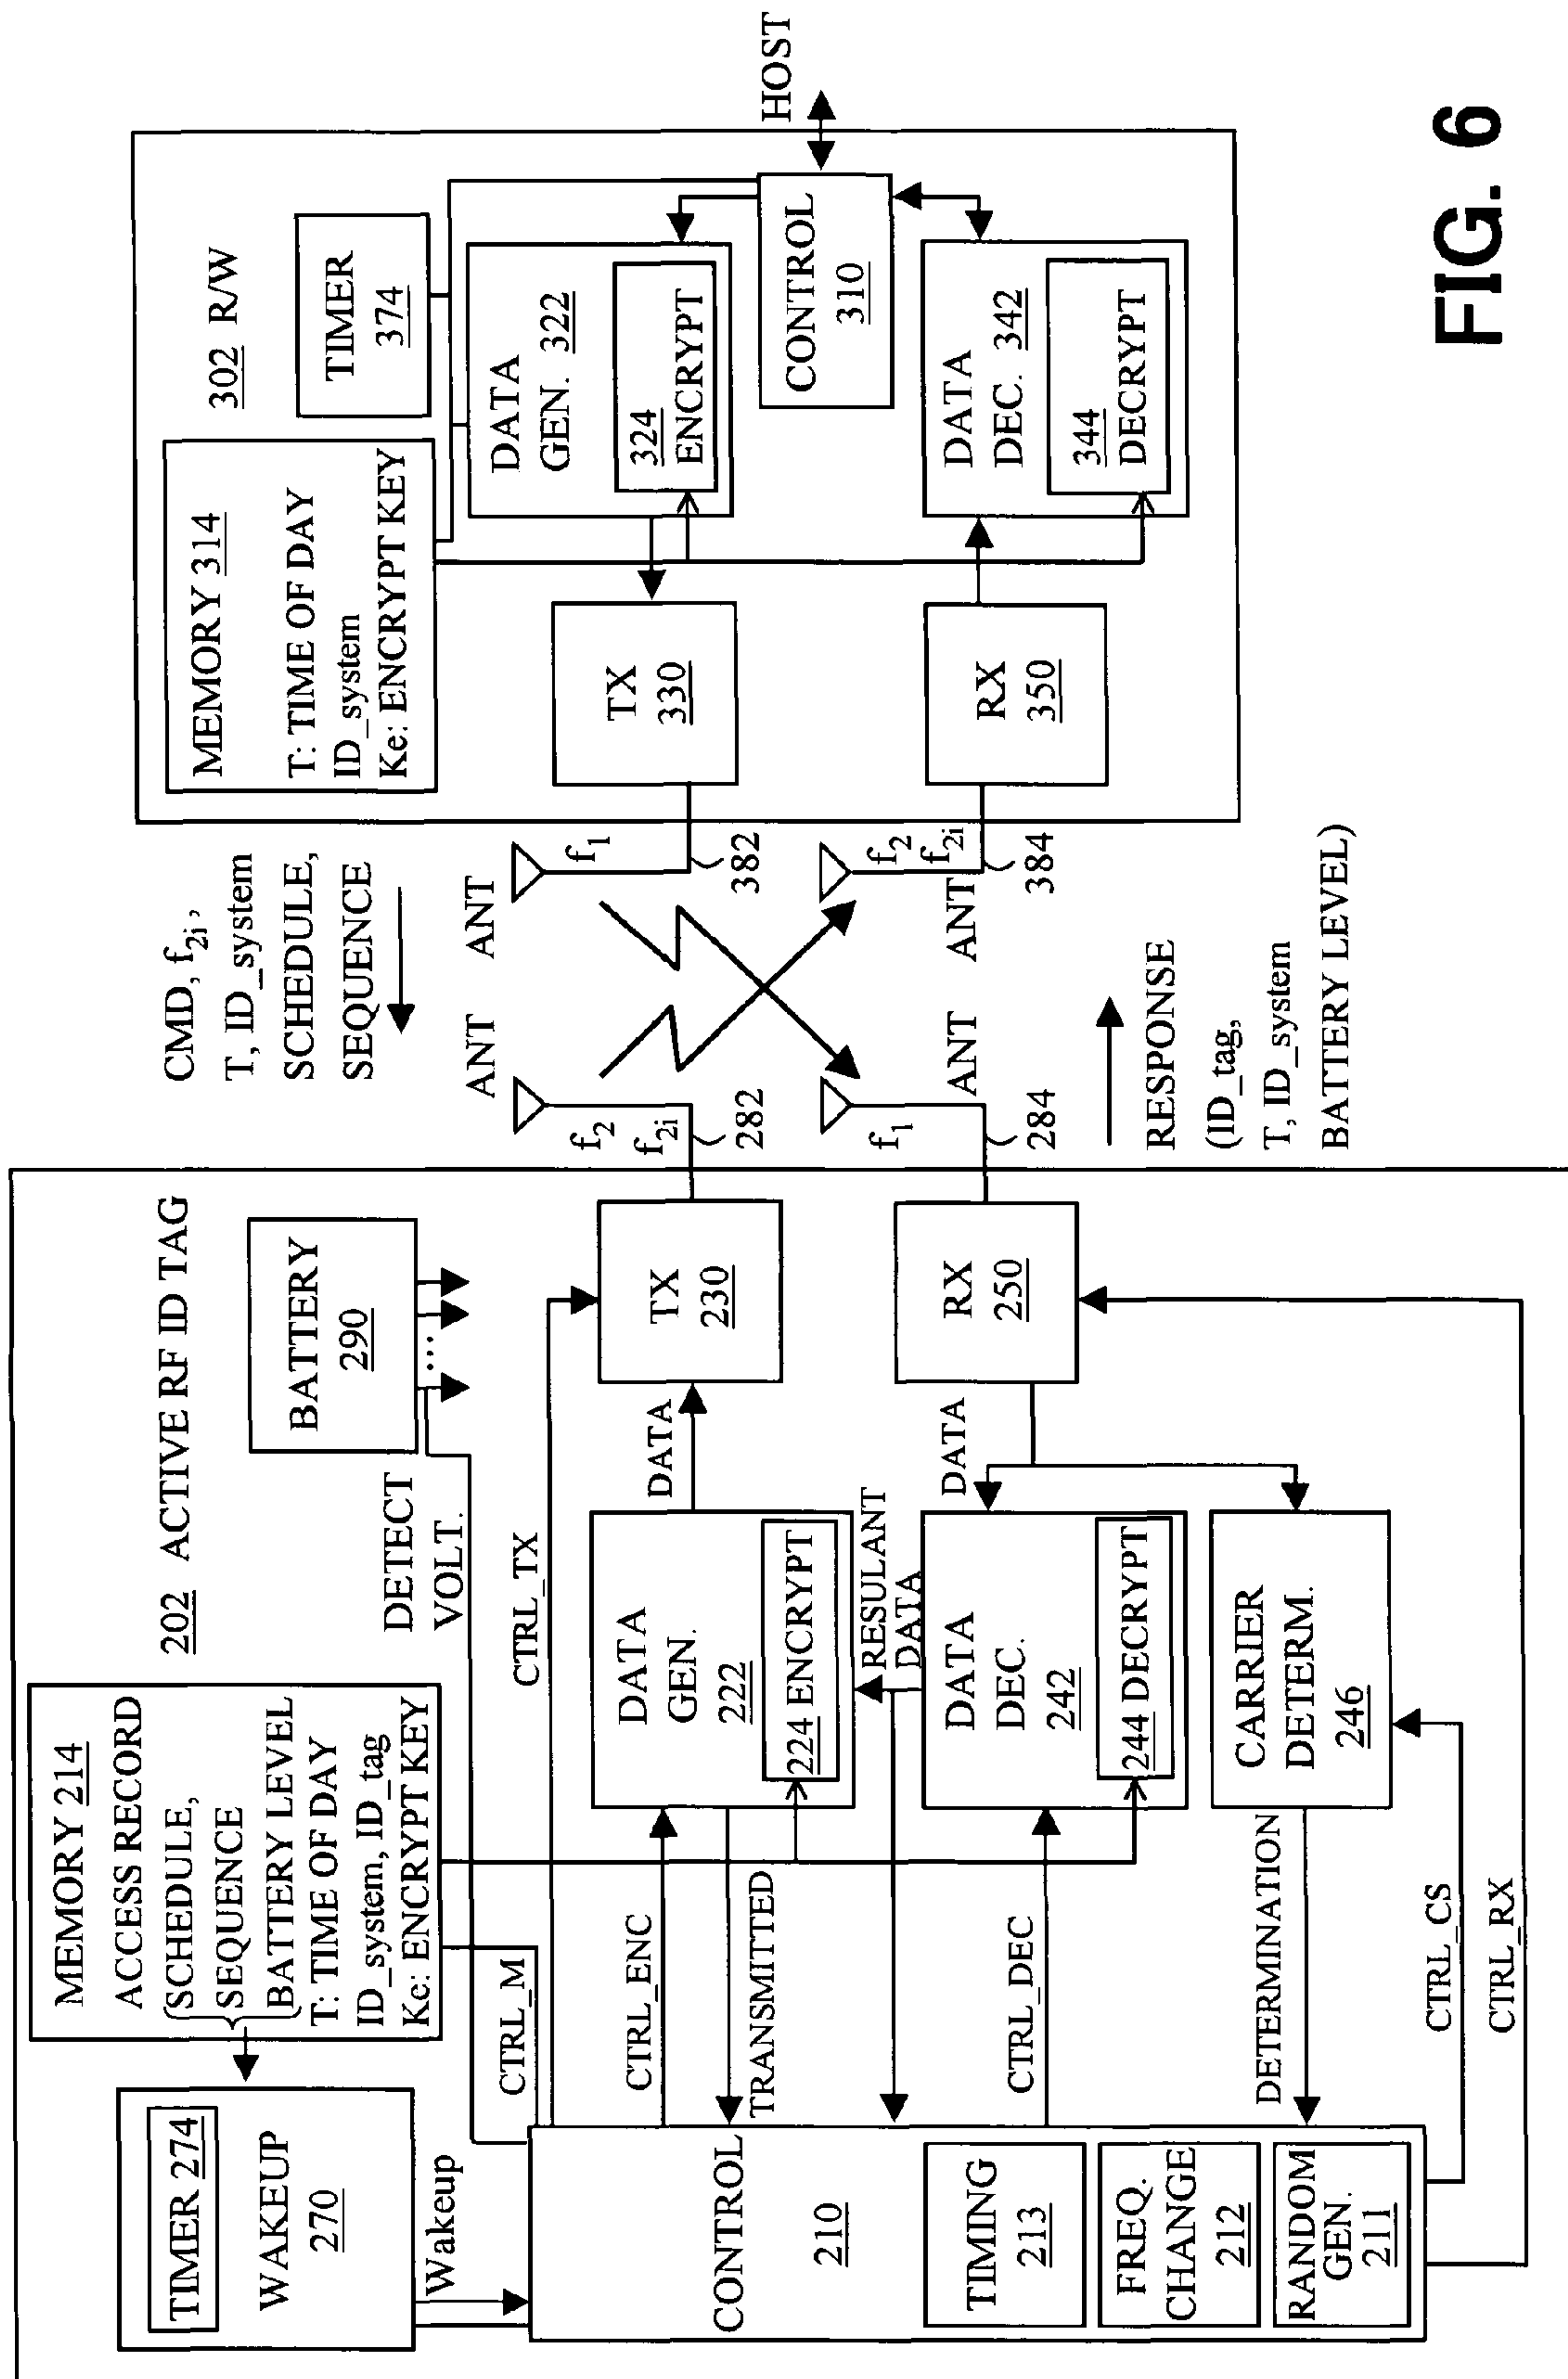 202 ACTIVE RF ID TAG
TIMER 274
WAKEUP
270
Wakeup
MEMORY 214
ACCESS RECORD
SCHEDULE,
SEQUENCE
BATTERY LEVEL
T: TIME OF DAY
ID_system, ID_tag
Ke: ENCRYPT KEY
BATTERY
290
...
DETECT
VOLT.
CTRL_M
CTRL_TX
CTRL_ENC
TRANSMITTED
CONTROL
210
TIMING
213
FREQ.
CHANGE
212
RANDOM
GEN. 211
DATA
GEN.
222
224 ENCRYPT
DATA
TX
230
RESULANT
DATA
CTRL_DEC
DATA
DEC.
242
244 DECRYPT
DATA
RX
250
DETERMINATION
CARRIER
DETERM.
246
CTRL_CS
CTRL_RX
CMD, f2i,
T, ID_system
SCHEDULE,
SEQUENCE
ANT
ANT
f2
f2i
282
f1
382
f1
284
f2
f2i
384
ANT
ANT
RESPONSE
(ID_tag,
T, ID_system
BATTERY LEVEL)
302 R/W
MEMORY 314
T: TIME OF DAY
ID_system
Ke: ENCRYPT KEY
TIMER
374
TX
330
DATA
GEN. 322
324
ENCRYPT
CONTROL
310
HOST
RX
350
DATA
DEC. 342
344
DECRYPT
FIG. 6